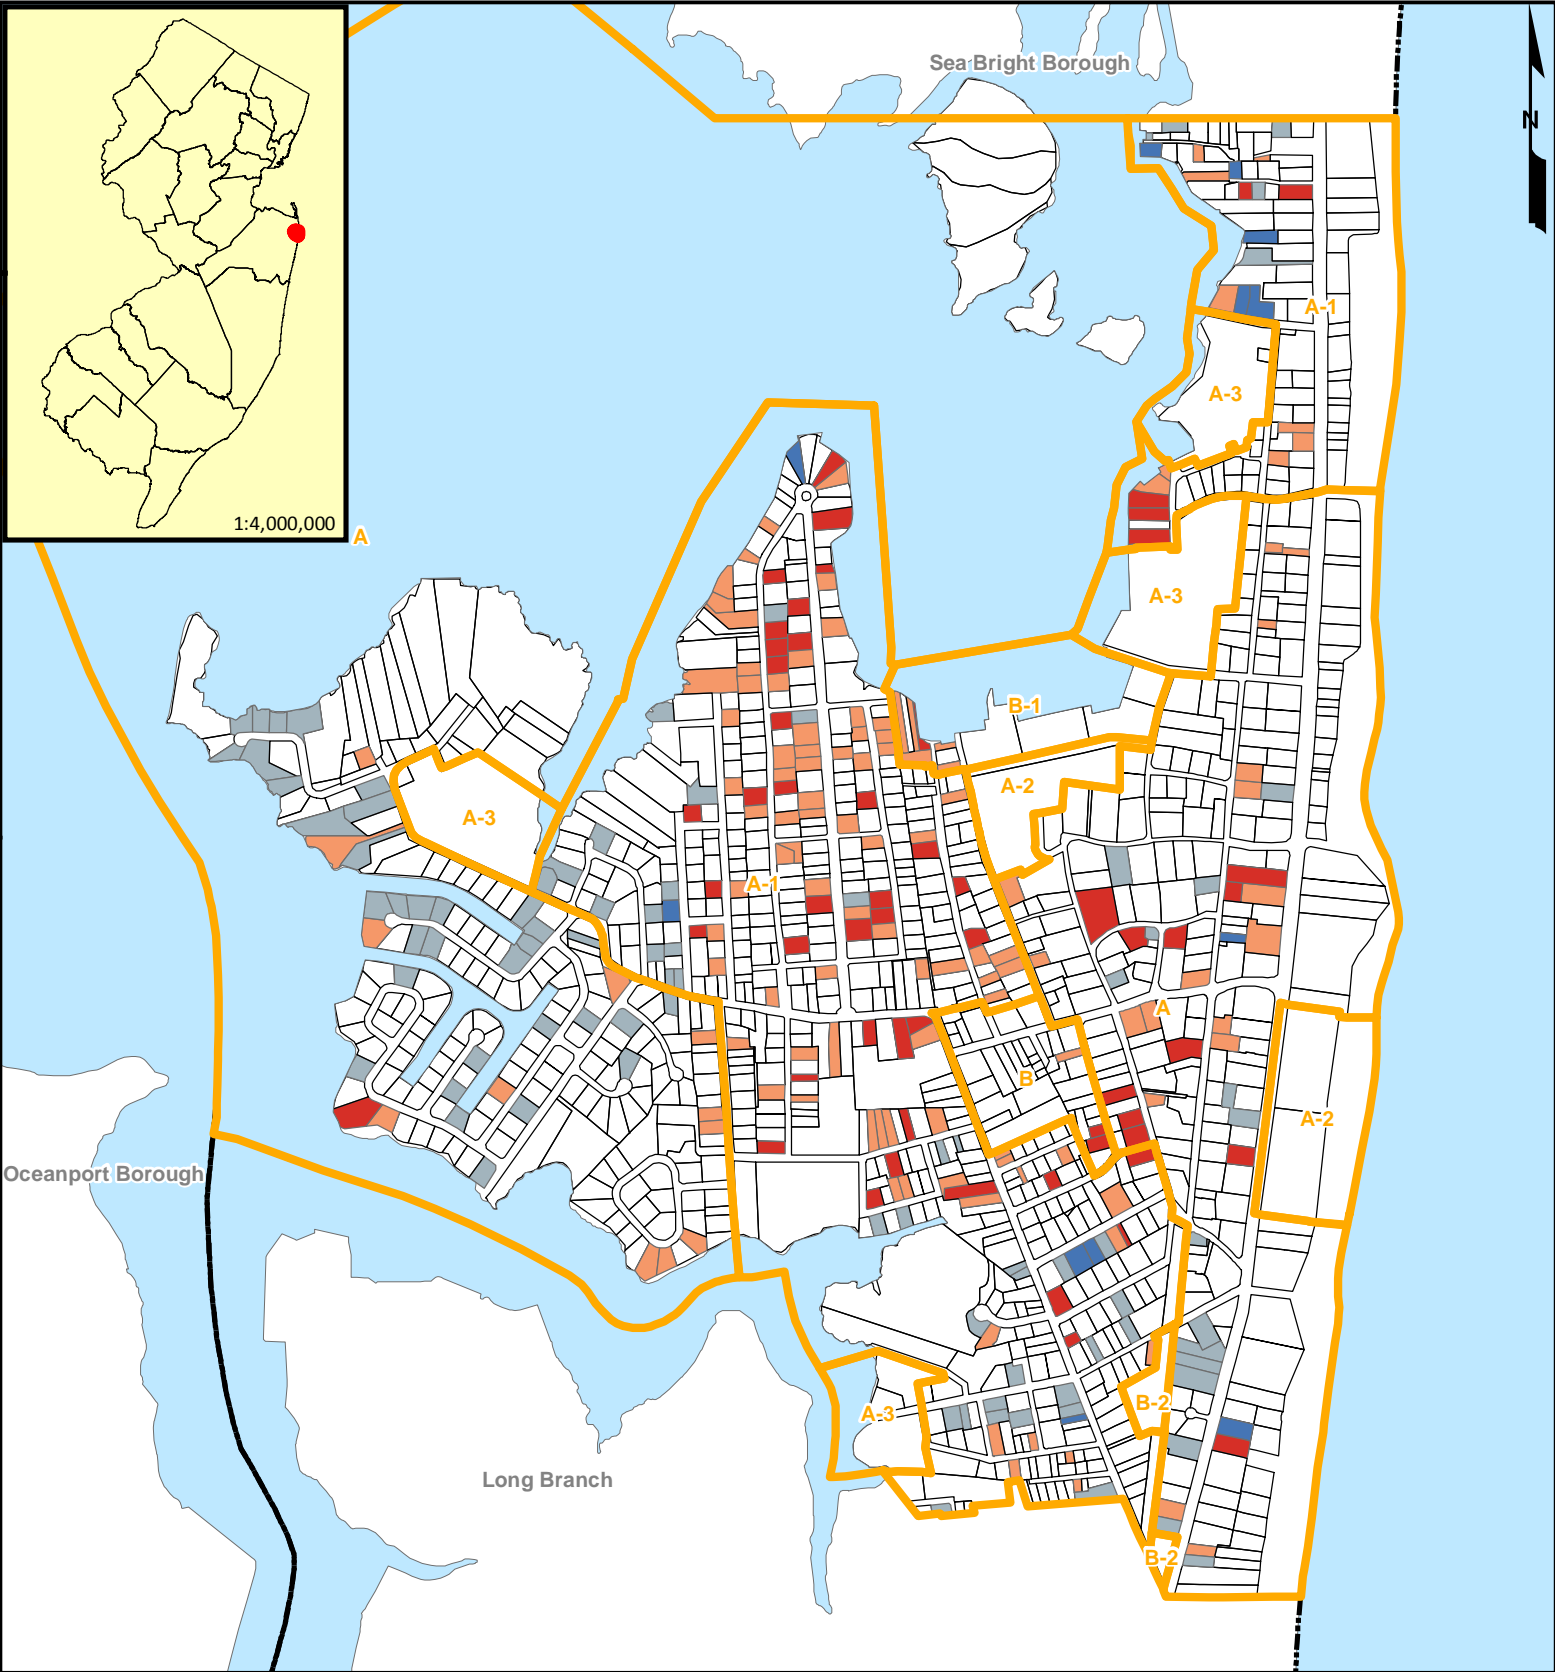 Sea Bright Borough
N
A-1
A-3
1:4,000,000
A
A-3
B-1
A-2
A-3
A-1
A
B
A-2
Oceanport Borough
B-2
A-3
Long Branch
B-2